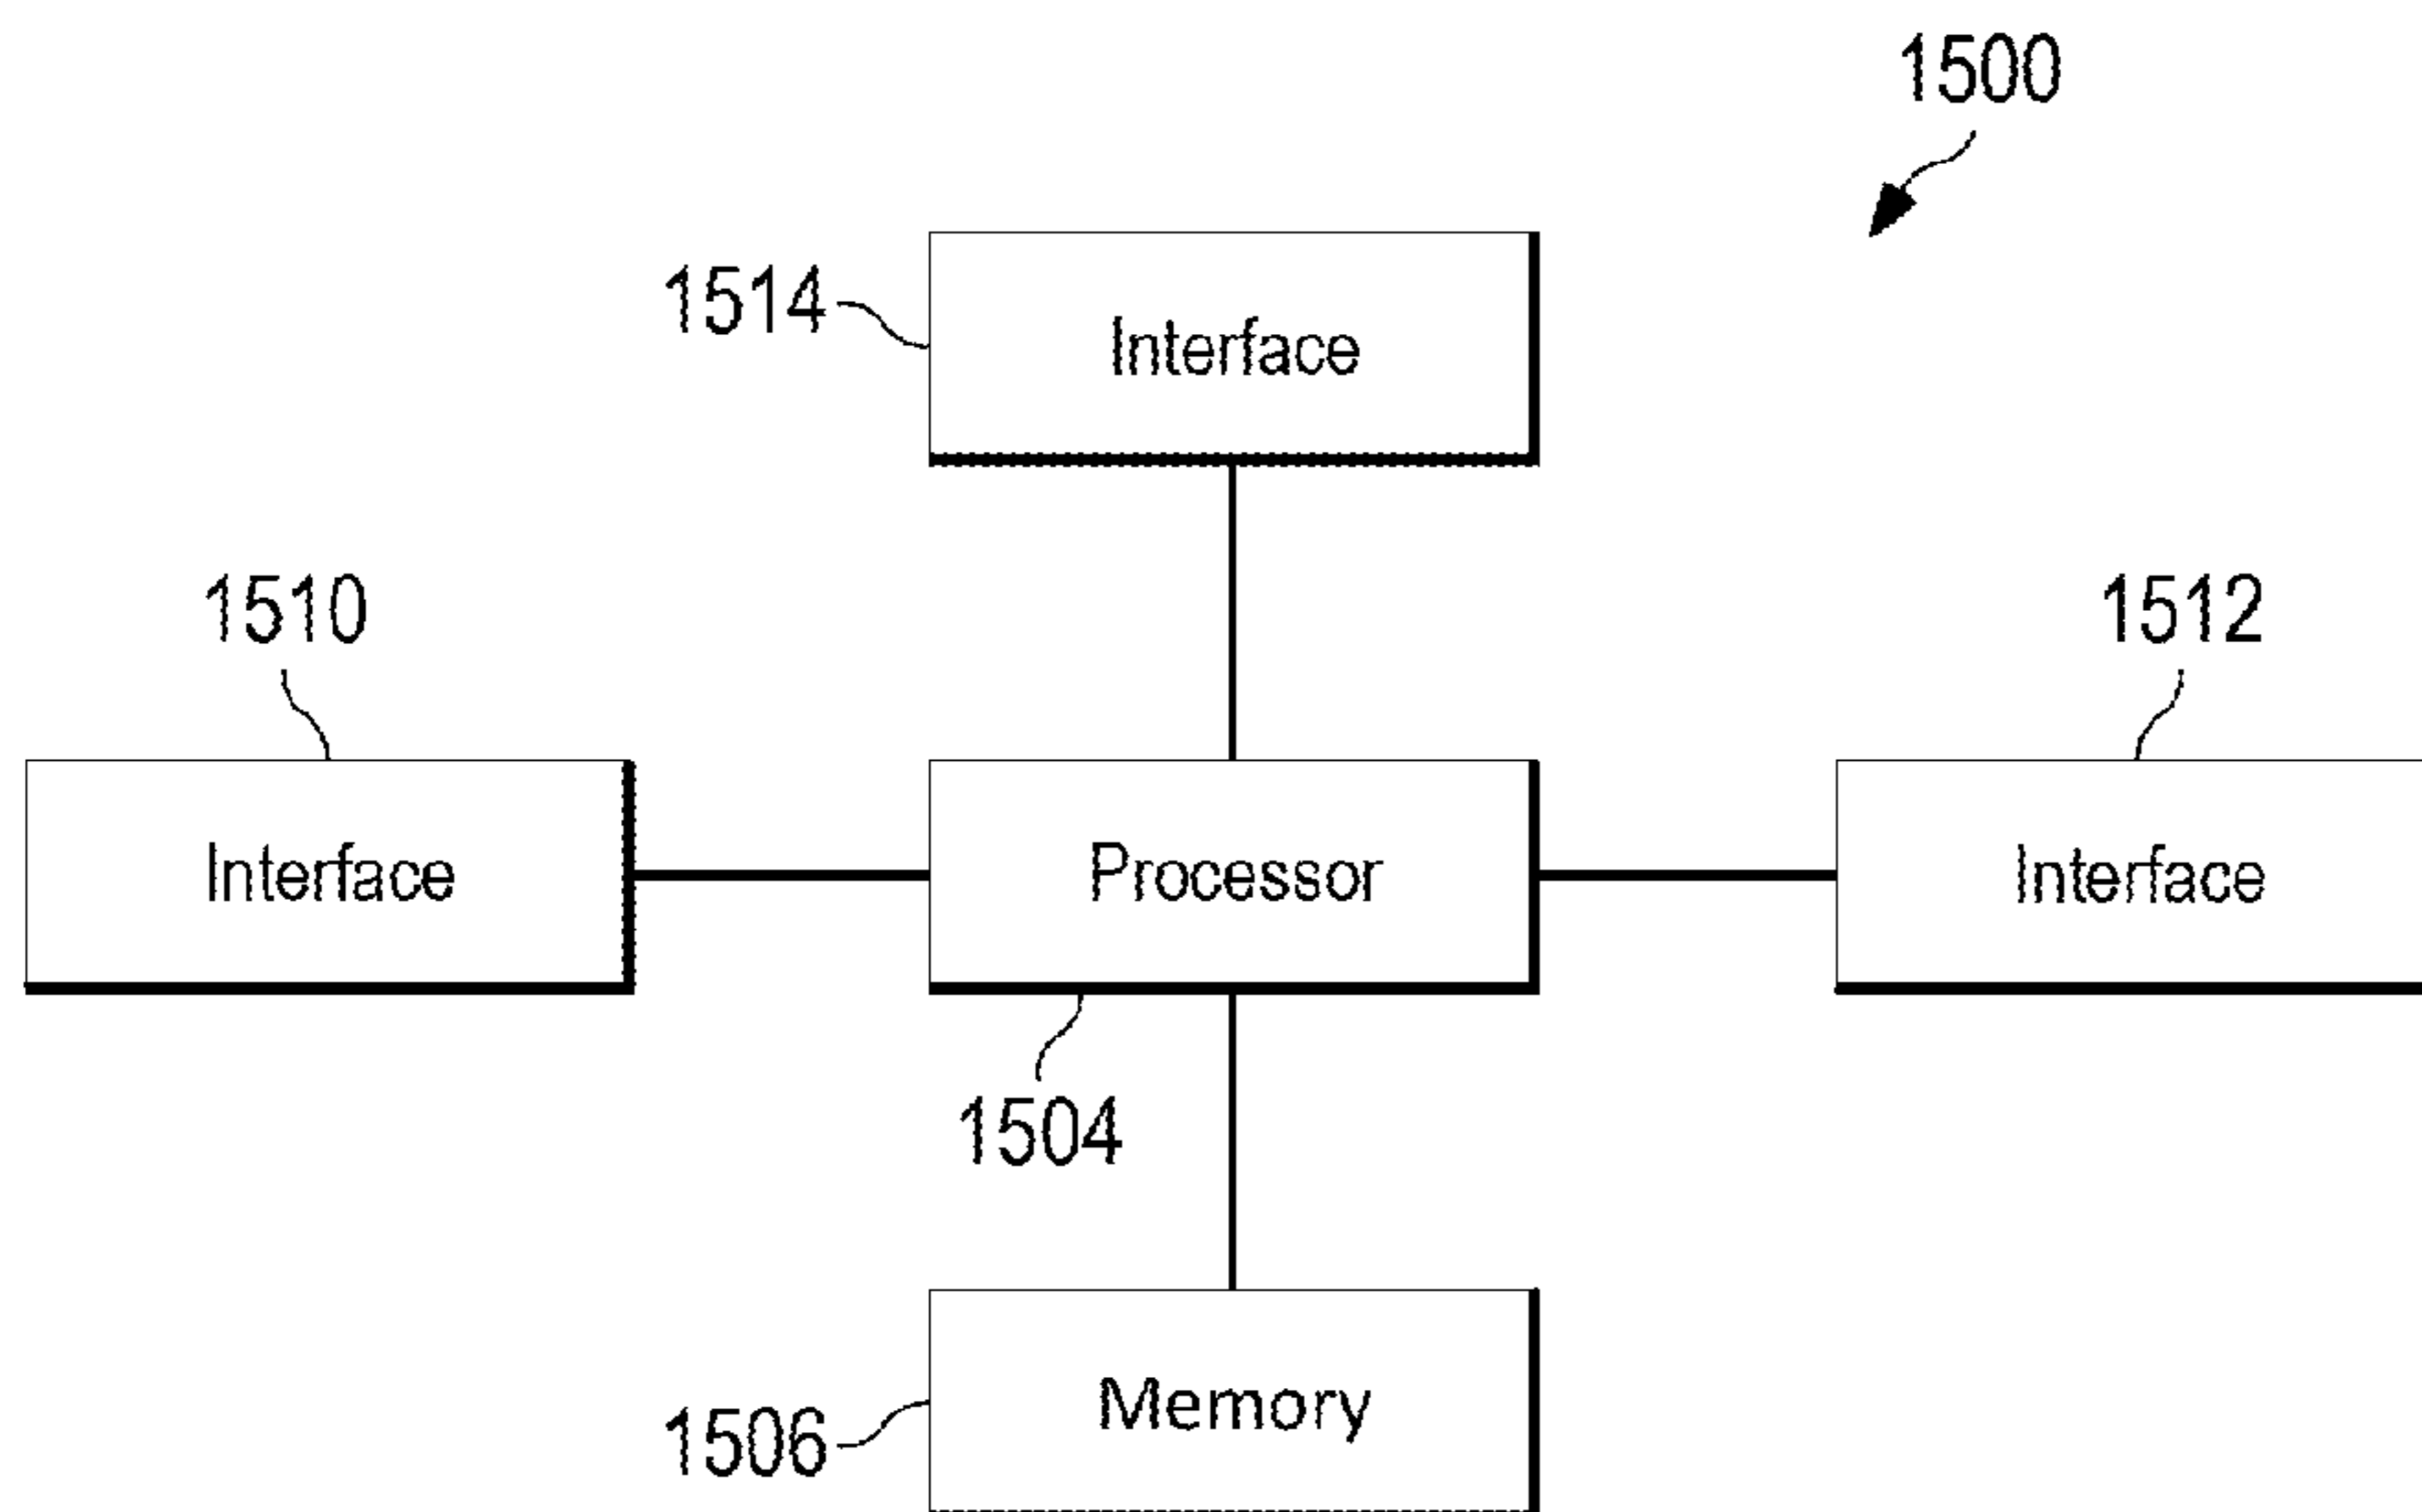 1500
1514
Interface
1510
1512
Interface
Processor
Interface
1504
Memory
1506